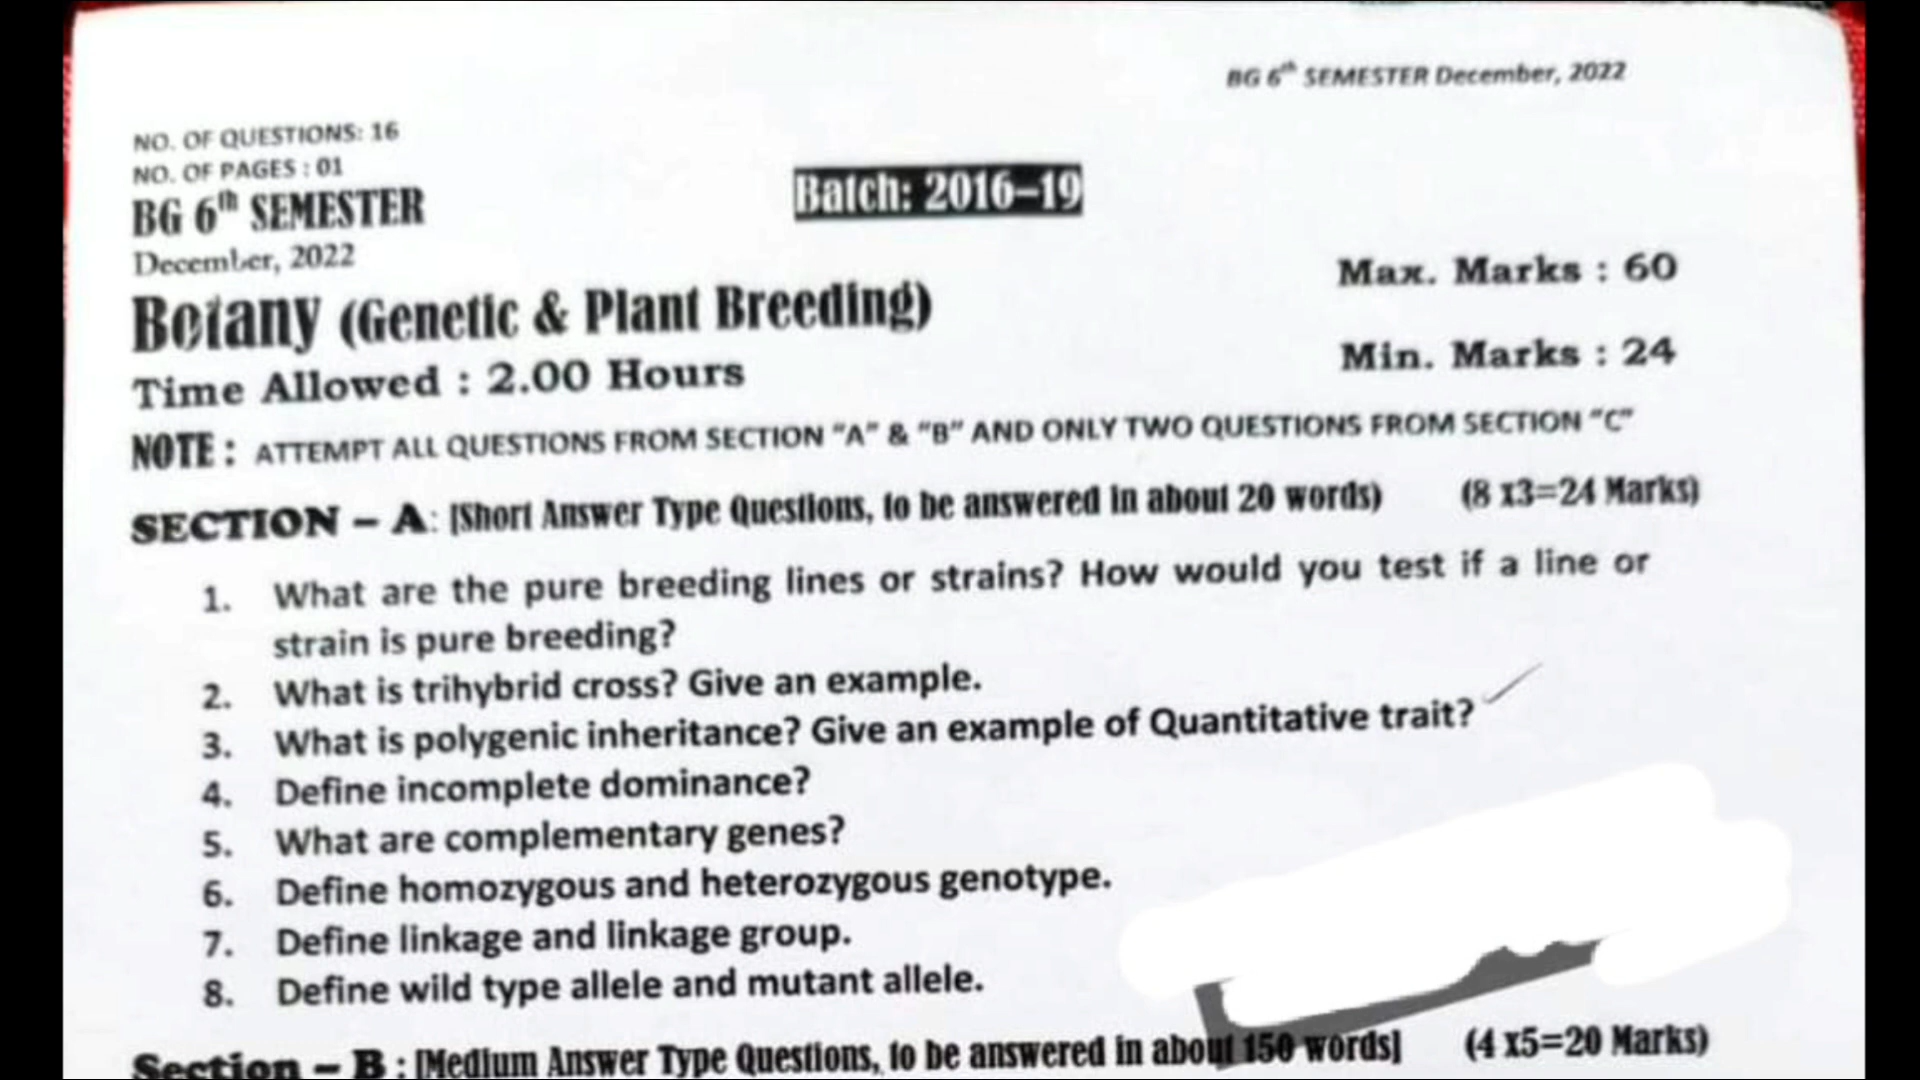 BG 6th SEMESTER December, 2022
NO. OF QUESTIONS: 16
NO. OF PAGES : 01
BG 6th SEMESTER
Batch: 2016–19
December, 2022
Max. Marks : 60
Botany (Genetic & Plant Breeding)
Min. Marks : 24
Time Allowed : 2.00 Hours
NOTE : ATTEMPT ALL QUESTIONS FROM SECTION "A" & "B" AND ONLY TWO QUESTIONS FROM SECTION "C"
SECTION – A: [Short Answer Type Questions, to be answered in about 20 words) (8 x3=24 Marks)
1. What are the pure breeding lines or strains? How would you test if a line or
strain is pure breeding?
2. What is trihybrid cross? Give an example.
3. What is polygenic inheritance? Give an example of Quantitative trait?
4. Define incomplete dominance?
5. What are complementary genes?
6. Define homozygous and heterozygous genotype.
7. Define linkage and linkage group.
8. Define wild type allele and mutant allele.
Section – B : [Medium Answer Type Questions, to be answered in about 150 words] (4 x5=20 Marks)